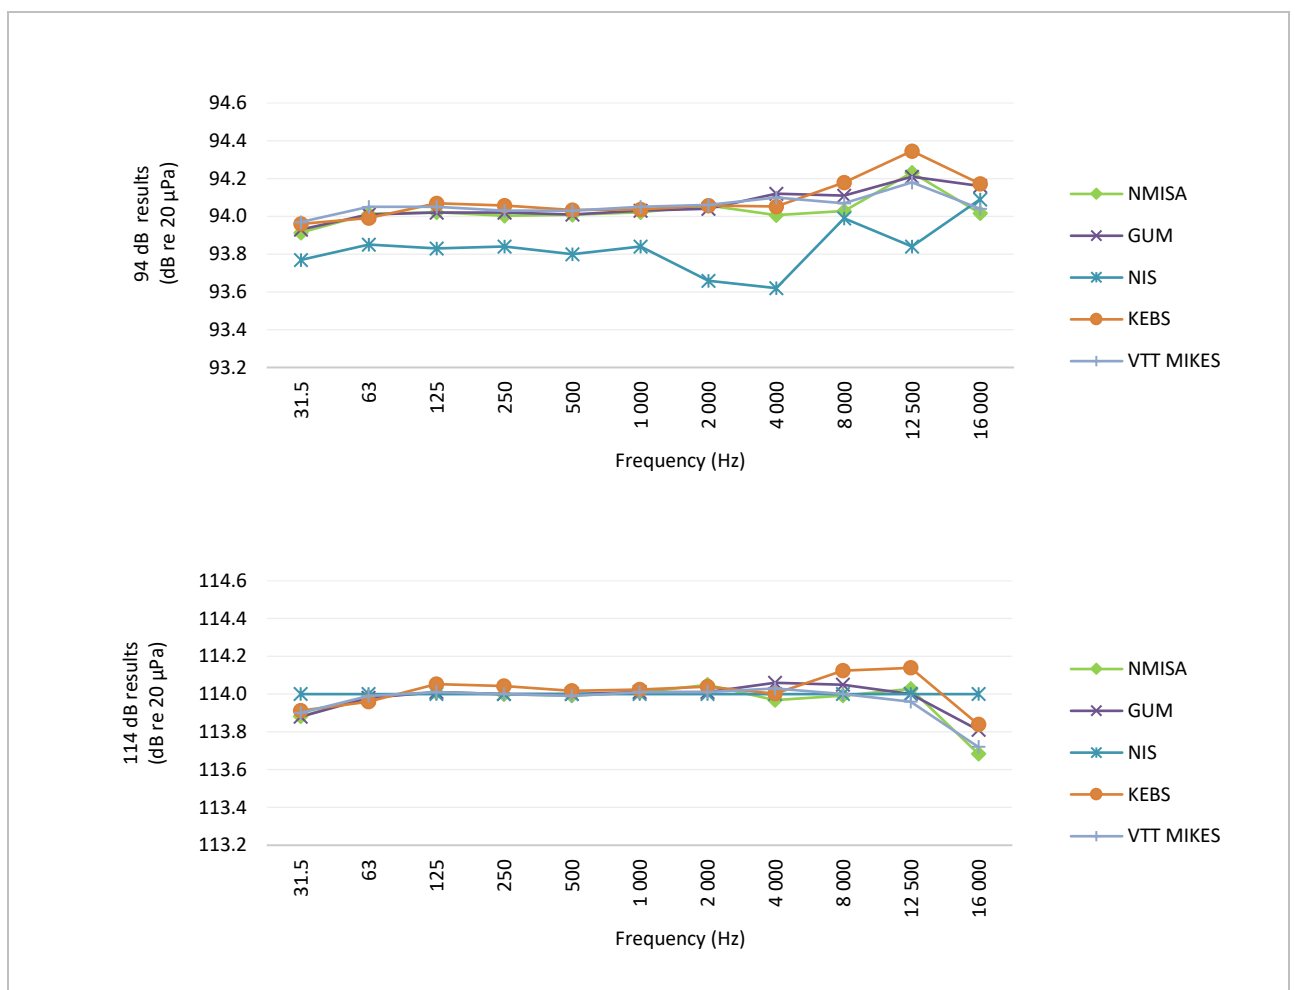 94 dB results
(dB re 20 µPa)
94.6
94.4
94.2
94.0
93.8
93.6
93.4
93.2
31.5
63
125
250
500
1 000
2 000
4 000
8 000
12 500
16 000
Frequency (Hz)
NMISA
GUM
NIS
KEBS
VTT MIKES
114 dB results
(dB re 20 µPa)
114.6
114.4
114.2
114.0
113.8
113.6
113.4
113.2
31.5
63
125
250
500
1 000
2 000
4 000
8 000
12 500
16 000
Frequency (Hz)
NMISA
GUM
NIS
KEBS
VTT MIKES